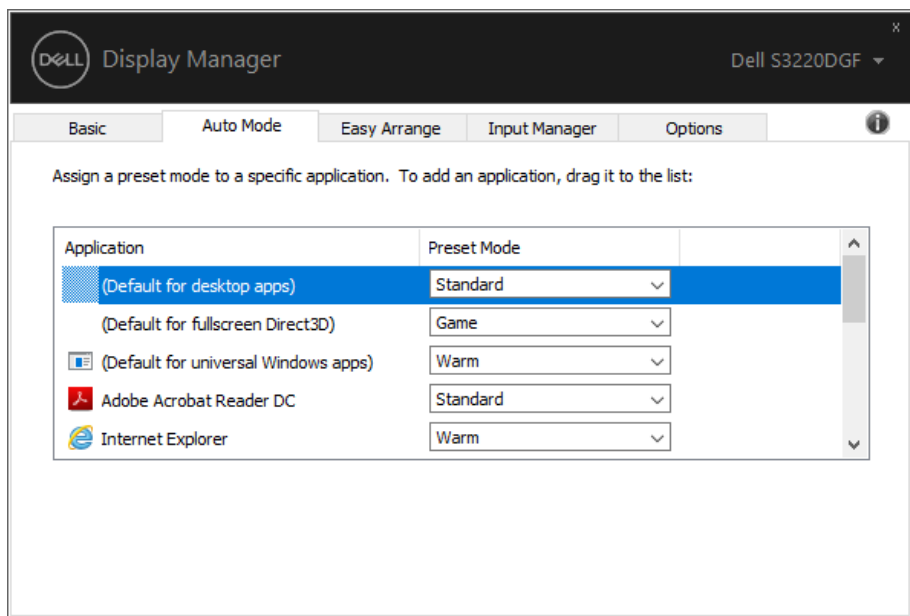 DELL Display Manager
x
Dell S3220DGF
Basic Auto Mode Easy Arrange Input Manager Options i
Assign a preset mode to a specific application. To add an application, drag it to the list:
Application Preset Mode
(Default for desktop apps) Standard
(Default for fullscreen Direct3D) Game
(Default for universal Windows apps) Warm
Adobe Acrobat Reader DC Standard
Internet Explorer Warm